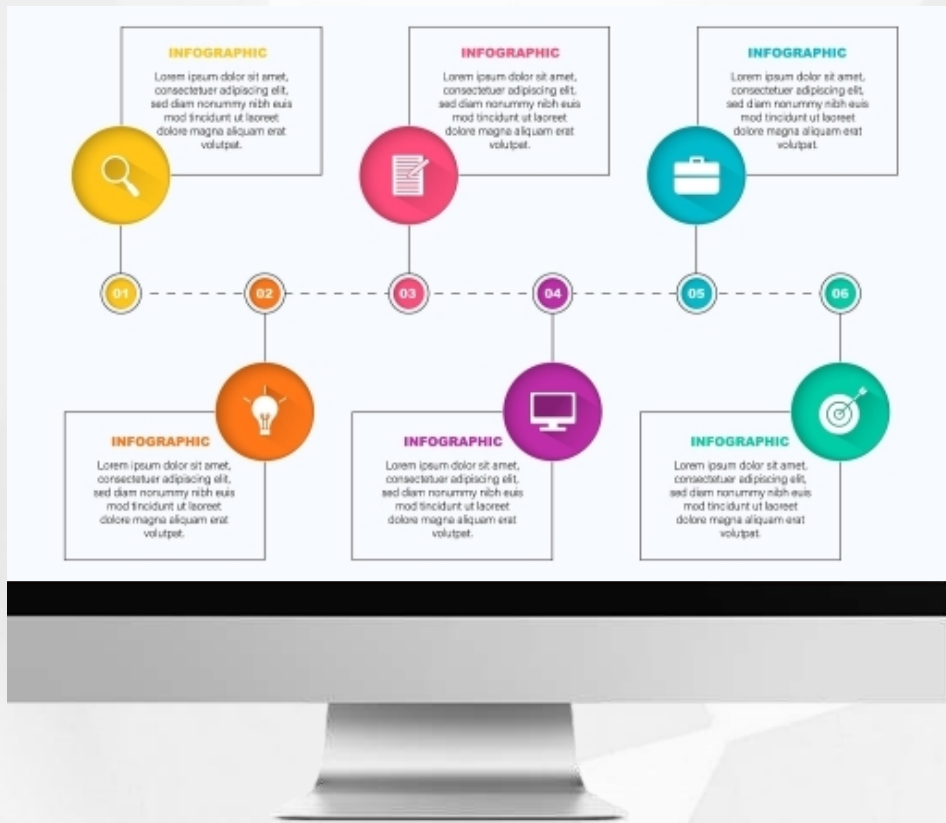 INFOGRAPHIC
Lorem ipsum dolor sit amet,
consectetuer adipiscing elit,
sed diam nonummy nibh euis
mod tincidunt ut laoreet
dolore magna aliquam erat
volutpat.
INFOGRAPHIC
Lorem ipsum dolor sit amet,
consectetuer adipiscing elit,
sed diam nonummy nibh euis
mod tincidunt ut laoreet
dolore magna aliquam erat
volutpat.
INFOGRAPHIC
Lorem ipsum dolor sit amet,
consectetuer adipiscing elit,
sed diam nonummy nibh euis
mod tincidunt ut laoreet
dolore magna aliquam erat
volutpat.
01
02
03
04
05
06
INFOGRAPHIC
Lorem ipsum dolor sit amet,
consectetuer adipiscing elit,
sed diam nonummy nibh euis
mod tincidunt ut laoreet
dolore magna aliquam erat
volutpat.
INFOGRAPHIC
Lorem ipsum dolor sit amet,
consectetuer adipiscing elit,
sed diam nonummy nibh euis
mod tincidunt ut laoreet
dolore magna aliquam erat
volutpat.
INFOGRAPHIC
Lorem ipsum dolor sit amet,
consectetuer adipiscing elit,
sed diam nonummy nibh euis
mod tincidunt ut laoreet
dolore magna aliquam erat
volutpat.